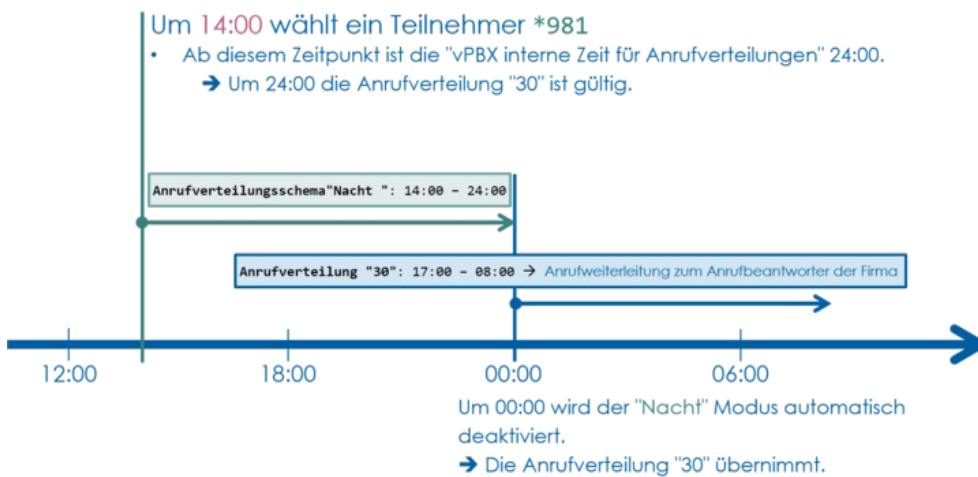 Um 14:00 wählt ein Teilnehmer *981
• Ab diesem Zeitpunkt ist die "vPBX interne Zeit für Anrufverteilungen" 24:00.
➔ Um 24:00 die Anrufverteilung "30" ist gültig.
Anrufverteilungsschema"Nacht ": 14:00 – 24:00
Anrufverteilung "30": 17:00 – 08:00 → Anrufweiterleitung zum Anrufbeantworter der Firma
12:00
18:00
00:00
06:00
Um 00:00 wird der "Nacht" Modus automatisch
deaktiviert.
➔ Die Anrufverteilung "30" übernimmt.